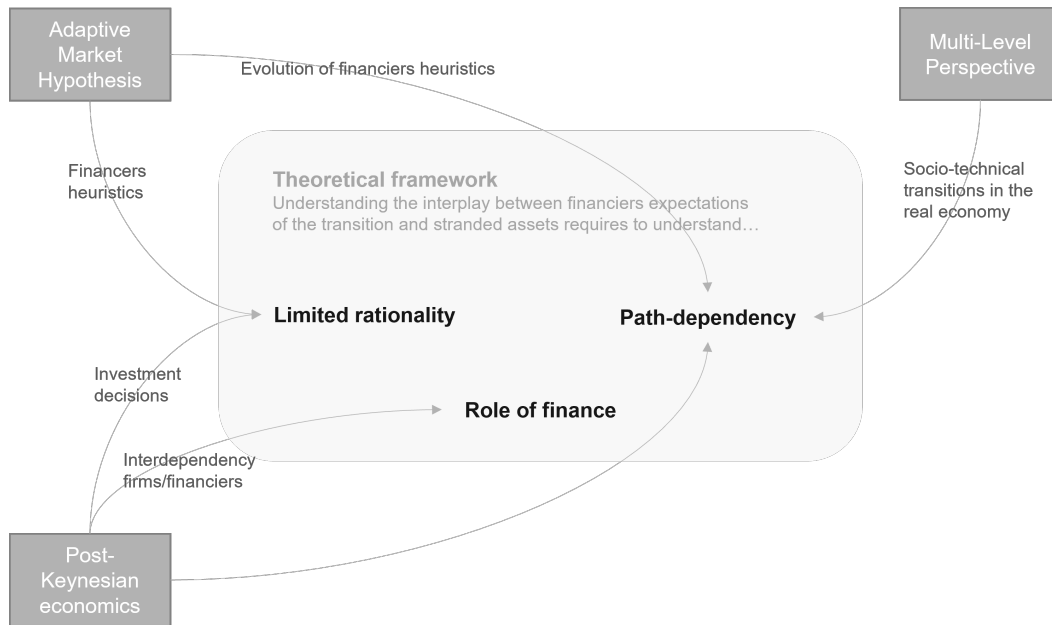 Adaptive
Market
Hypothesis
Multi-Level
Perspective
Evolution of financiers heuristics
Financers
heuristics
Socio-technical
transitions in the
real economy
Theoretical framework
Understanding the interplay between financiers expectations
of the transition and stranded assets requires to understand…
Limited rationality
Path-dependency
Investment
decisions
Role of finance
Interdependency
firms/financiers
Post-
Keynesian
economics